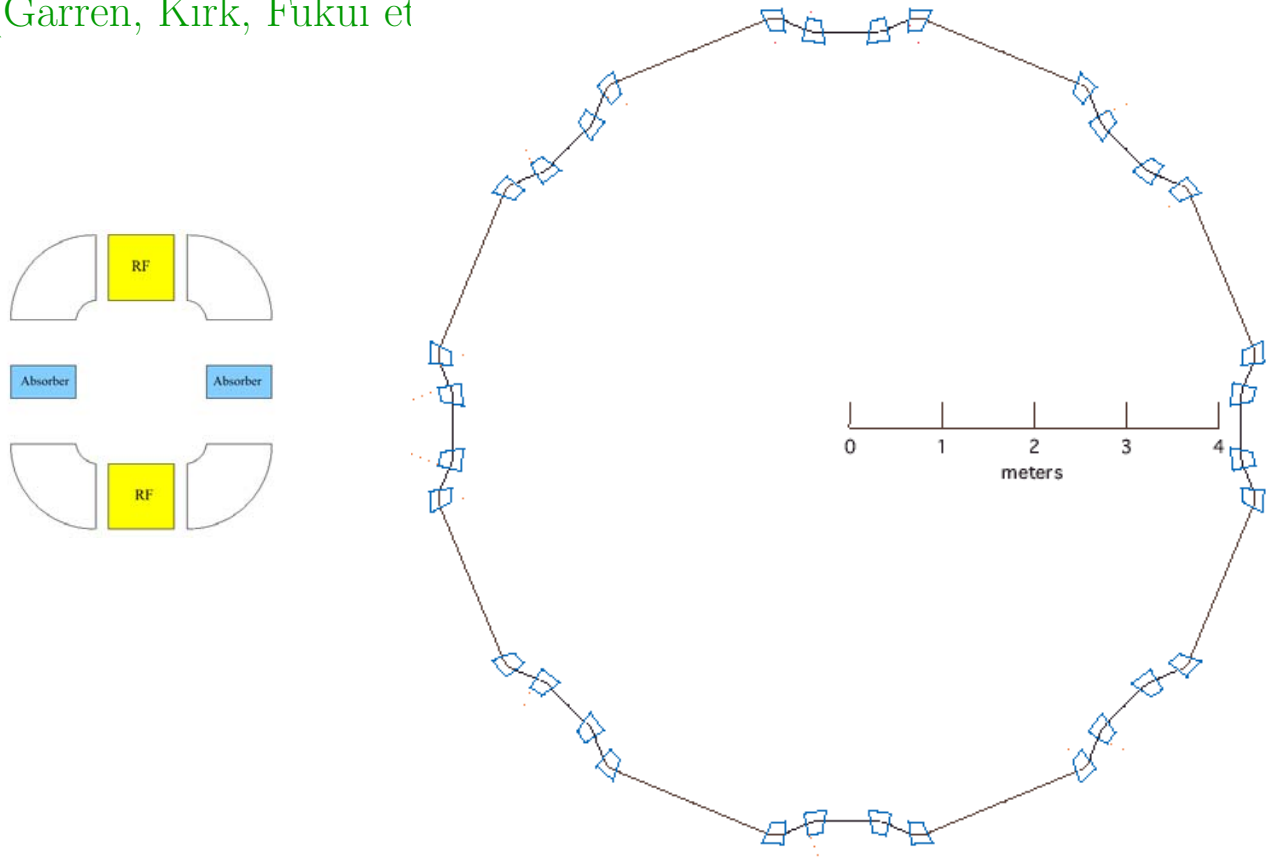 (Garren, Kirk, Fukui et
RF
Absorber Absorber
RF
0 1 2 3 4
meters